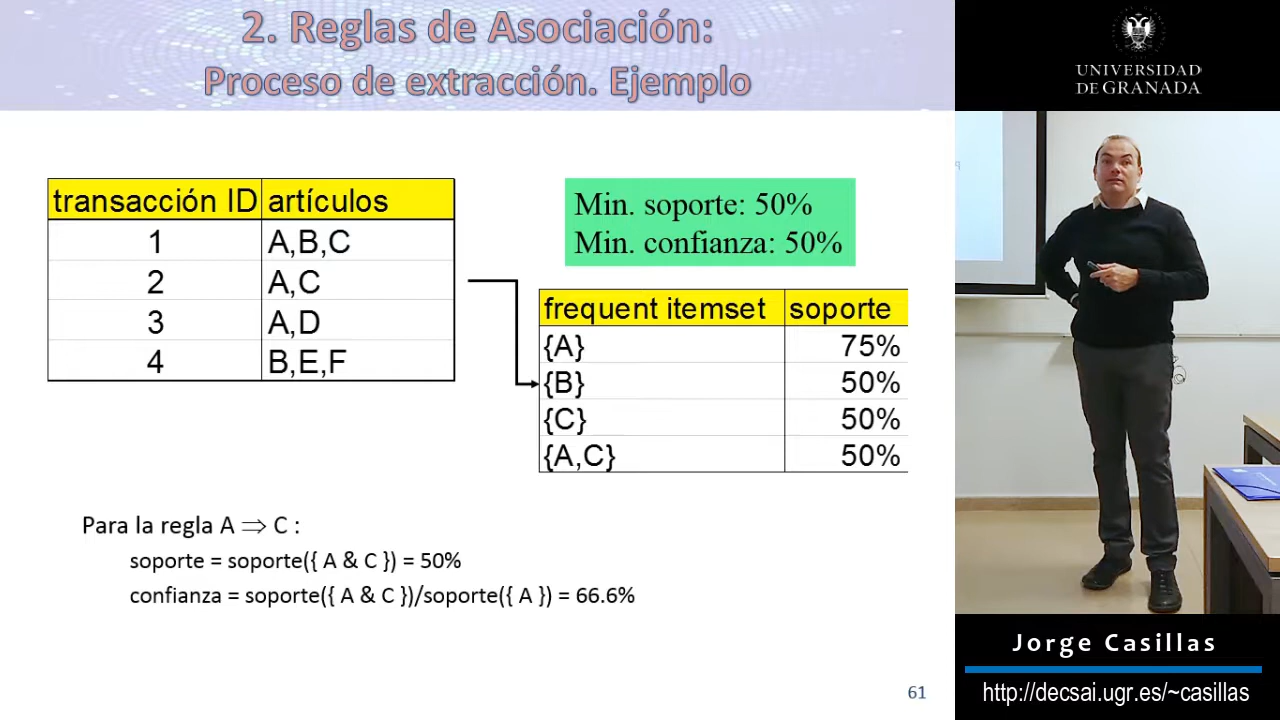 2. Reglas de Asociación:
Proceso de extracción. Ejemplo
transacción ID artículos
1 A,B,C
2 A,C
3 A,D
4 B,E,F
Min. soporte: 50%
Min. confianza: 50%
frequent itemset soporte
{A} 75%
{B} 50%
{C} 50%
{A,C} 50%
Para la regla A ⇒ C :
soporte = soporte({ A & C }) = 50%
confianza = soporte({ A & C })/soporte({ A }) = 66.6%
61
UNIVERSIDAD
DE GRANADA
Jorge Casillas
http://decsai.ugr.es/~casillas